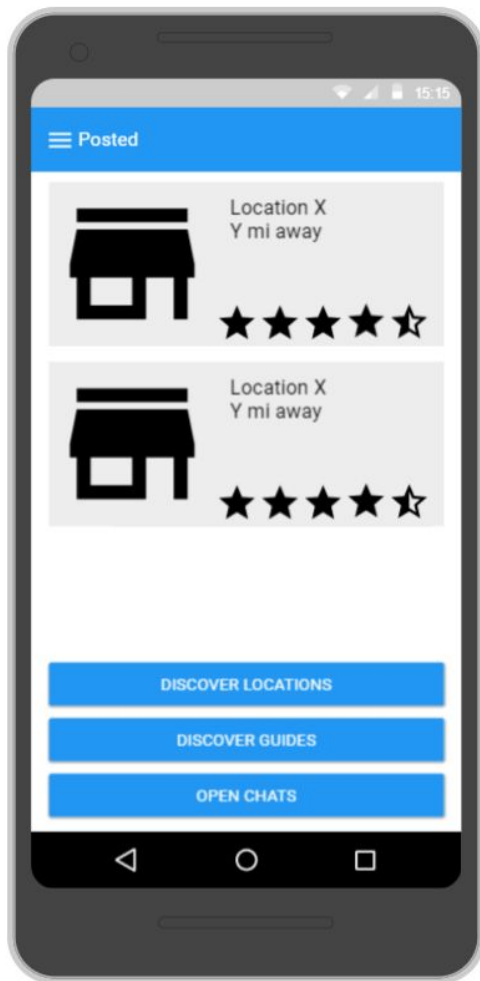 15:15
Posted
Location X
Y mi away
Location X
Y mi away
DISCOVER LOCATIONS
DISCOVER GUIDES
OPEN CHATS